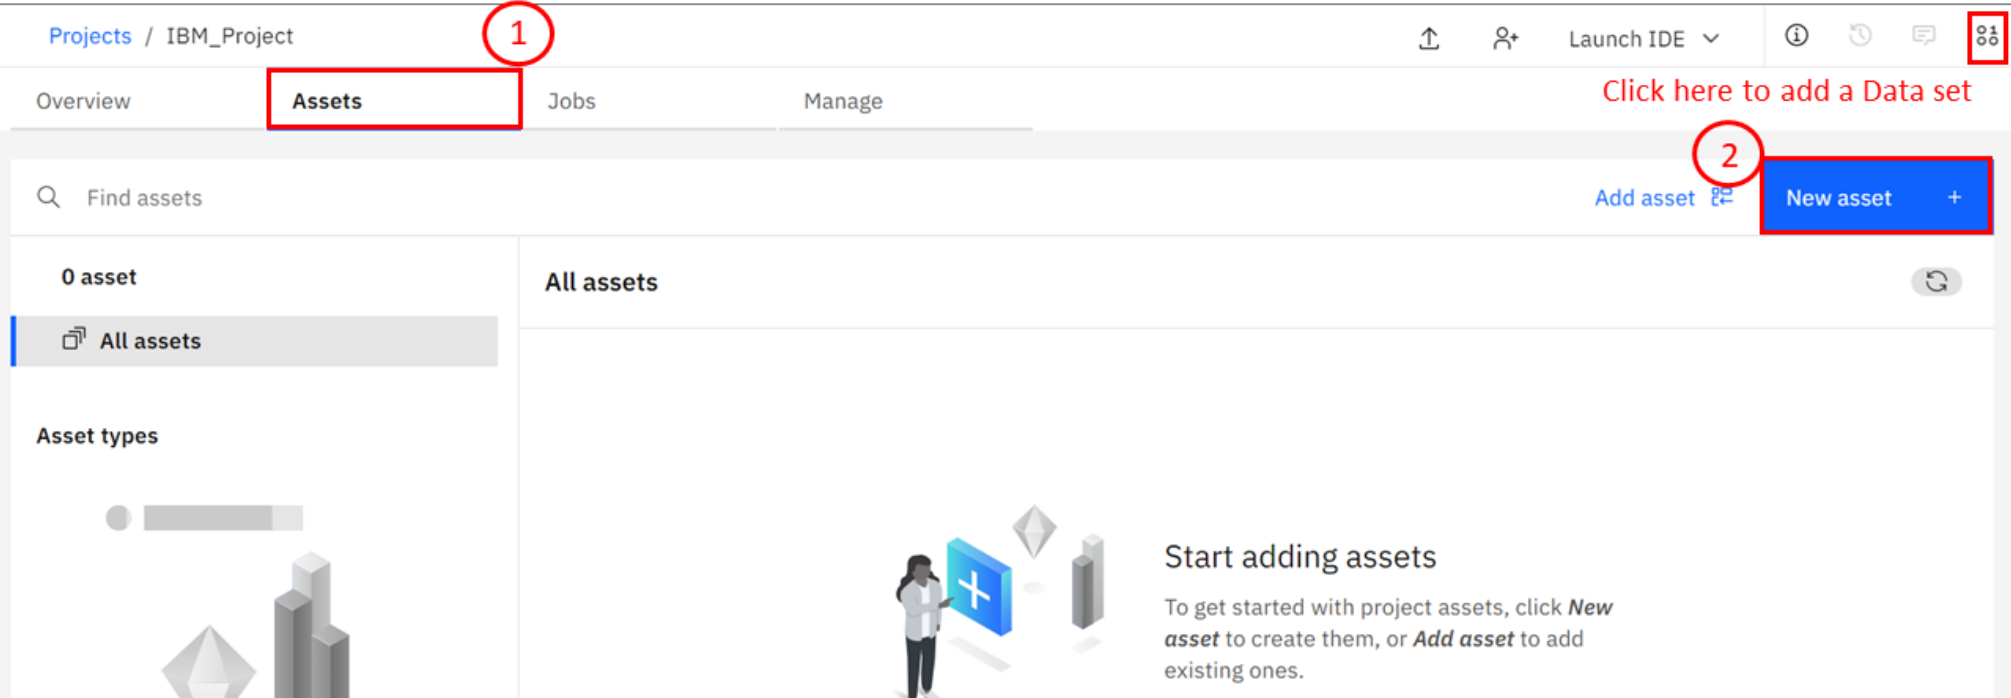 Projects / IBM_Project
1
Launch IDE
Overview
Assets
Jobs
Manage
Click here to add a Data set
2
Find assets
Add asset
New asset +
0 asset
All assets
All assets
Asset types
Start adding assets
To get started with project assets, click New
asset to create them, or Add asset to add
existing ones.